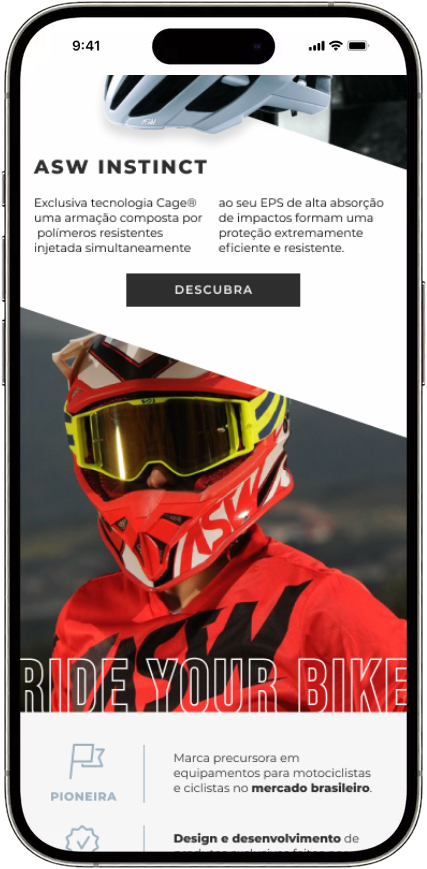 9:41
ASW INSTINCT
Exclusiva tecnologia Cage®
uma armação composta por
polímeros resistentes
injetada simultaneamente
ao seu EPS de alta absorção
de impactos formam uma
proteção extremamente
eficiente e resistente.
DESCUBRA
ASW
ASW
RIDE YOUR BIKE
PIONEIRA
Marca precursora em
equipamentos para motociclistas
e ciclistas no mercado brasileiro.
Design e desenvolvimento de